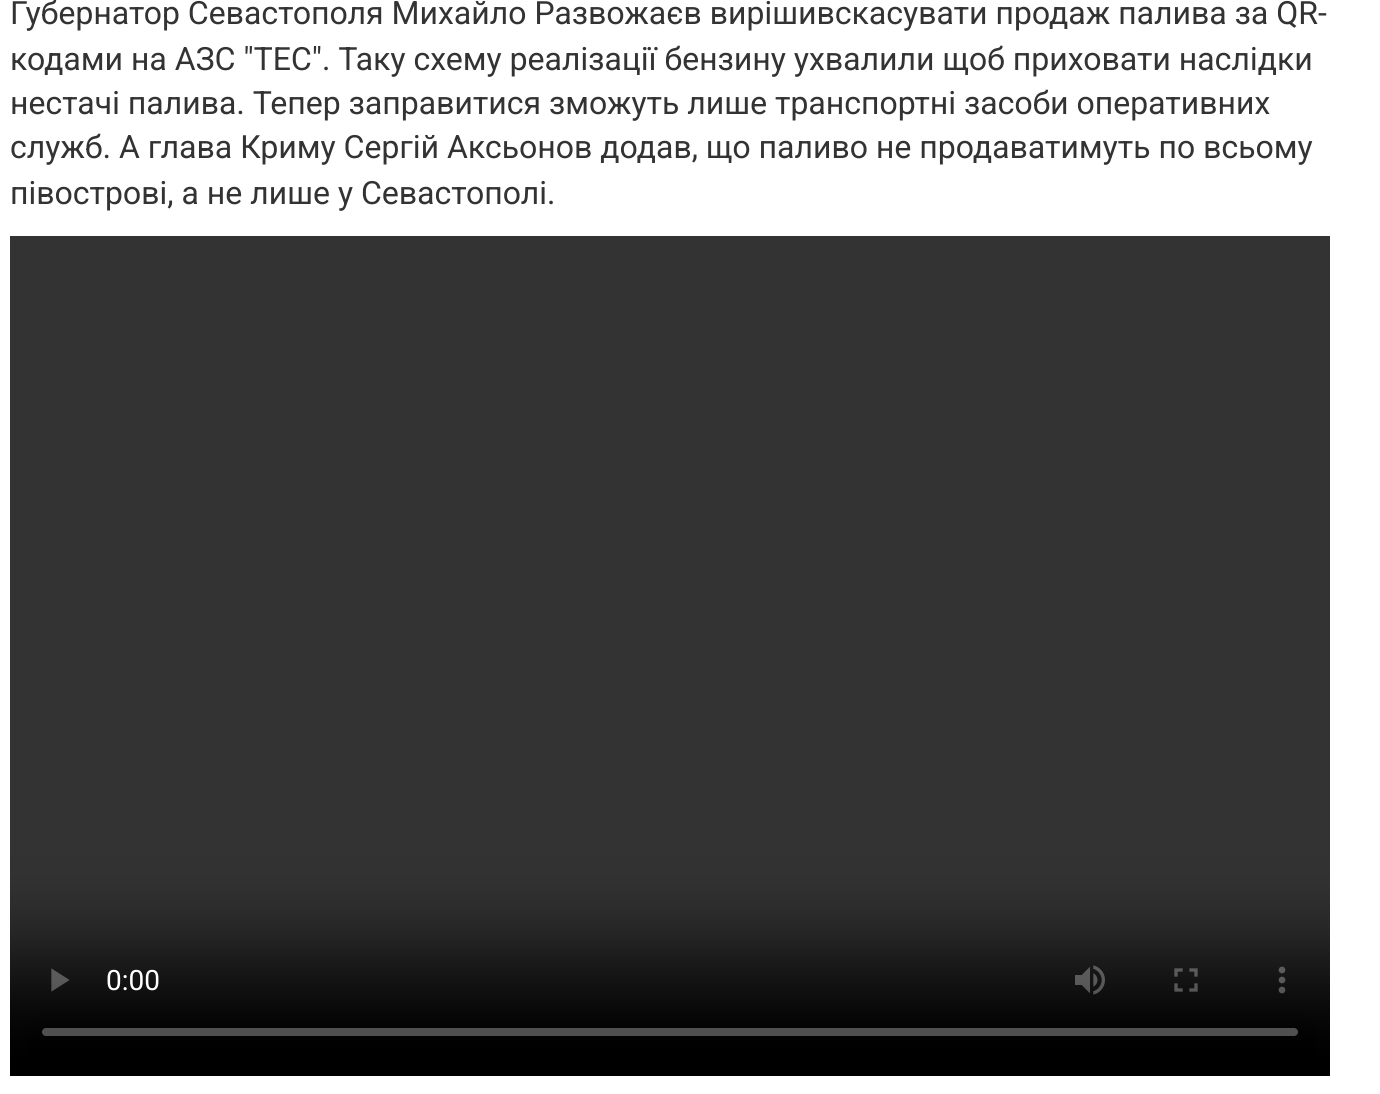 Губернатор Севастополя Михайло Развожаєв вирішивскасувати продаж палива за QR-
кодами на АЗС "ТЕС". Таку схему реалізації бензину ухвалили щоб приховати наслідки
нестачі палива. Тепер заправитися зможуть лише транспортні засоби оперативних
служб. А глава Криму Сергій Аксьонов додав, що паливо не продаватимуть по всьому
півострові, а не лише у Севастополі.
0:00